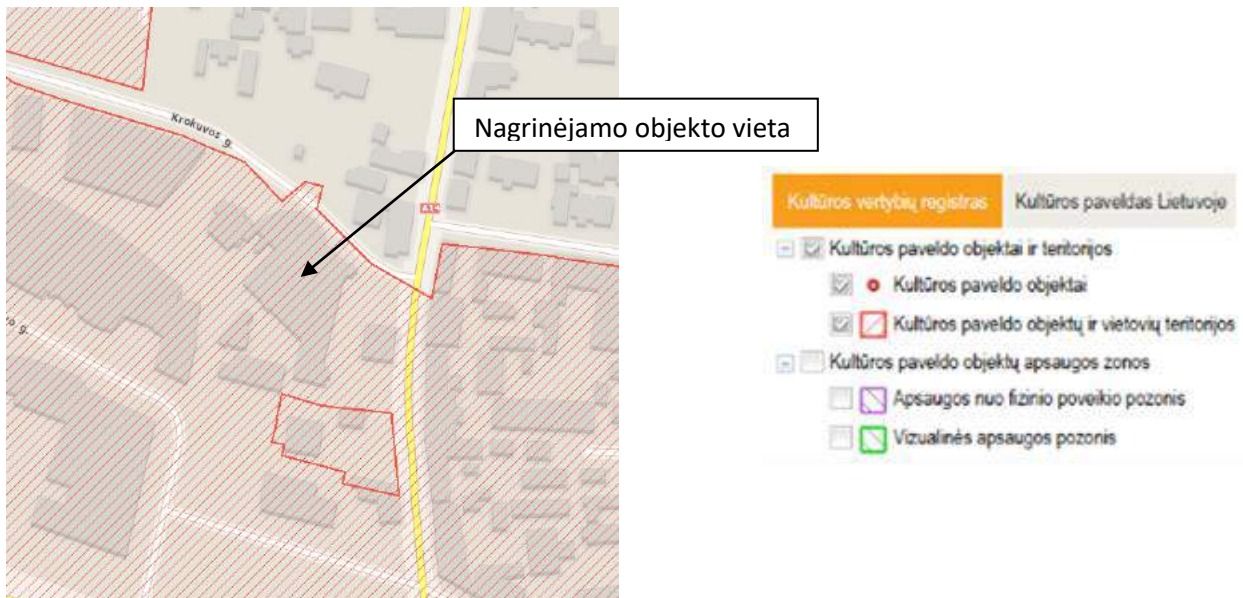 Krokuvos g.
Nagrinėjamo objekto vieta
A14
o g.
Kultūros vertybių registras
Kultūros paveldas Lietuvoje
Kultūros paveldo objektai ir teritorijos
Kultūros paveldo objektai
Kultūros paveldo objektų ir vietovių teritorijos
Kultūros paveldo objektų apsaugos zonos
Apsaugos nuo fizinio poveikio pozonis
Vizualinės apsaugos pozonis